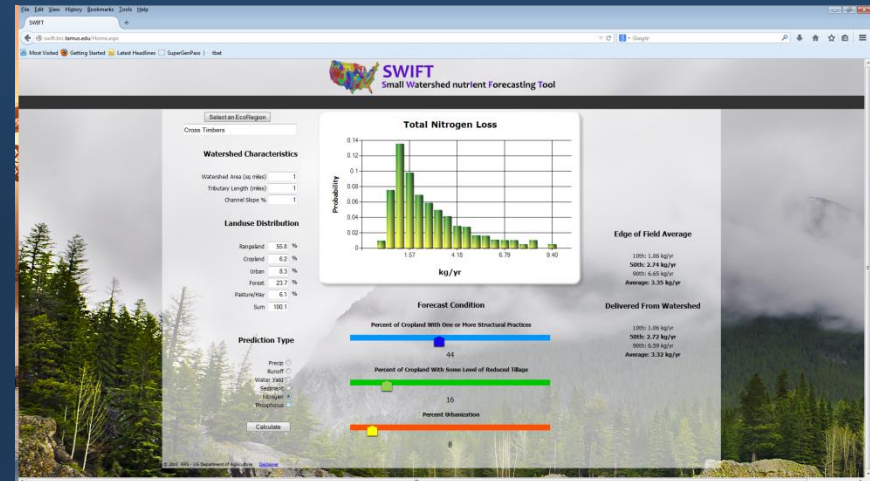 File Edit View History Bookmarks Tools Help
SWIFT
swift.brc.tamus.edu/Home.aspx
Google
Most Visited Getting Started Latest Headlines SuperGenPass tbet
SWIFT
Small Watershed nutrIent Forecasting Tool
Select an EcoRegion
Cross Timbers
Watershed Characteristics
Watershed Area (sq miles) 1
Tributary Length (miles) 1
Channel Slope % 1
Landuse Distribution
Rangeland 55.8 %
Cropland 6.2 %
Urban 8.3 %
Forest 23.7 %
Pasture/Hay 6.1 %
Sum 100.1
Prediction Type
Precip
Runoff
Water Yield
Sediment
Nitrogen
Phosphorus
Calculate
Total Nitrogen Loss
Probability
0.14
0.12
0.1
0.08
0.06
0.04
0.02
0
1.57 4.18 6.79 9.40
kg/yr
Forecast Condition
Percent of Cropland With One or More Structural Practices
44
Percent of Cropland With Some Level of Reduced Tillage
16
Percent Urbanization
8
Edge of Field Average
10th: 1.08 kg/yr
50th: 2.74 kg/yr
90th: 6.65 kg/yr
Average: 3.35 kg/yr
Delivered From Watershed
10th: 1.06 kg/yr
50th: 2.72 kg/yr
90th: 6.59 kg/yr
Average: 3.32 kg/yr
ARS - US Department of Agriculture Disclaimer